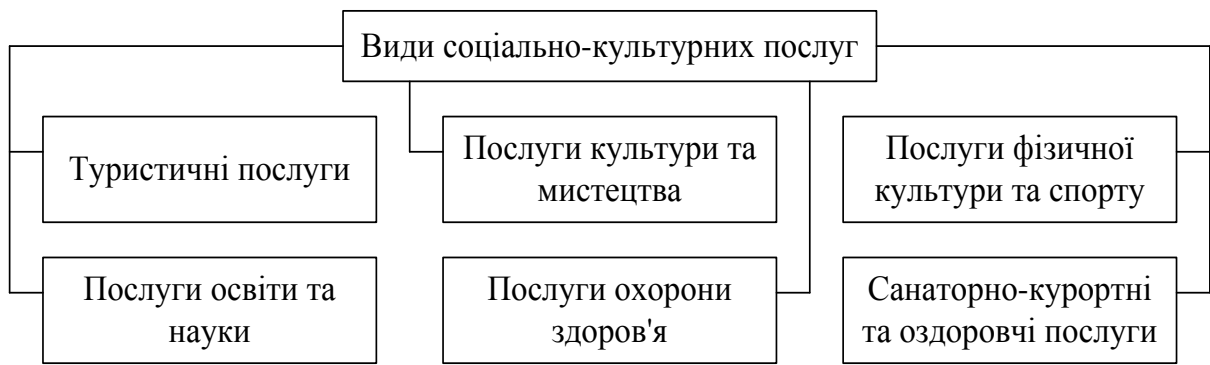 Види соціально-культурних послуг
Туристичні послуги
Послуги культури та
мистецтва
Послуги фізичної
культури та спорту
Послуги освіти та
науки
Послуги охорони
здоров'я
Санаторно-курортні
та оздоровчі послуги